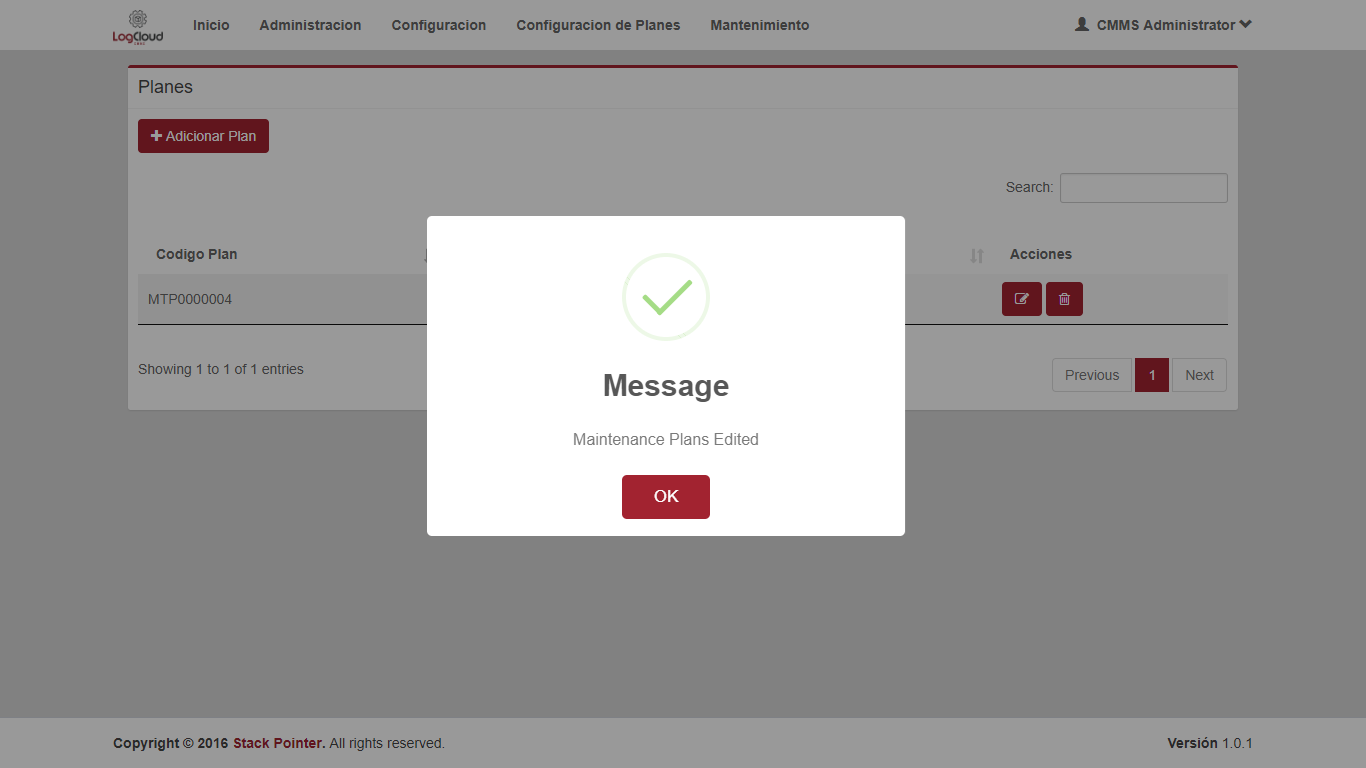 LogCloud
CMMS
Inicio Administracion Configuracion Configuracion de Planes Mantenimiento CMMS Administrator
Planes
Adicionar Plan
Search:
Codigo Plan Acciones
MTP0000004
Showing 1 to 1 of 1 entries
Previous 1 Next
Message
Maintenance Plans Edited
OK
Copyright © 2016 Stack Pointer. All rights reserved. Versión 1.0.1